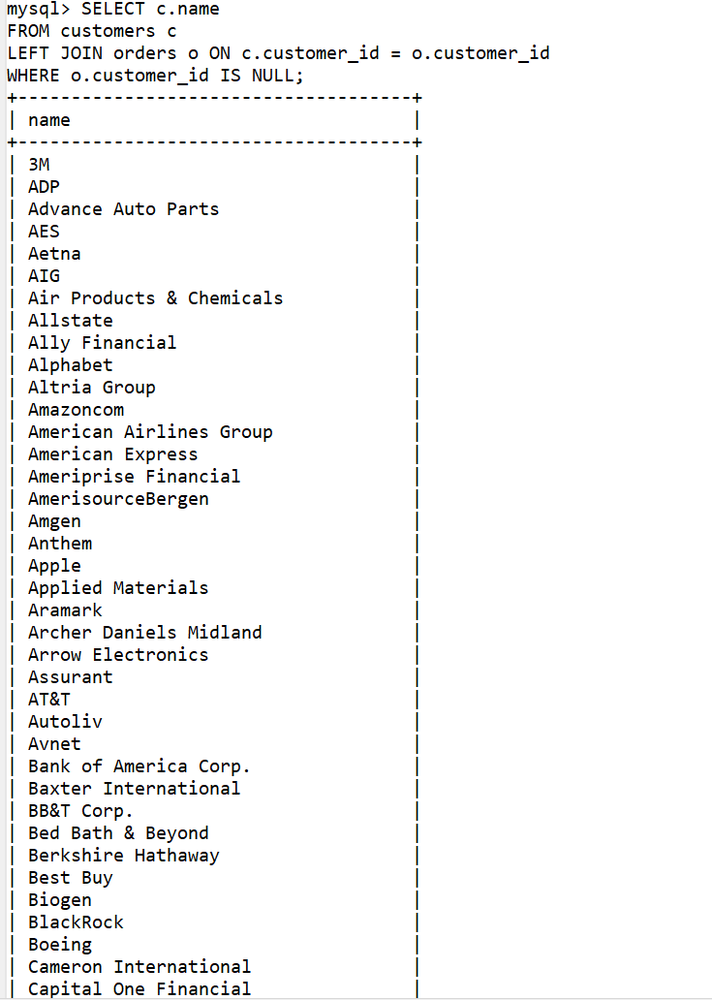 mysql> SELECT c.name
FROM customers c
LEFT JOIN orders o ON c.customer_id = o.customer_id
WHERE o.customer_id IS NULL;
+-------------------------------------+
| name                                |
+-------------------------------------+
| 3M                                  |
| ADP                                 |
| Advance Auto Parts                  |
| AES                                 |
| Aetna                               |
| AIG                                 |
| Air Products & Chemicals            |
| Allstate                            |
| Ally Financial                      |
| Alphabet                            |
| Altria Group                        |
| Amazoncom                           |
| American Airlines Group             |
| American Express                    |
| Ameriprise Financial                |
| AmerisourceBergen                   |
| Amgen                               |
| Anthem                              |
| Apple                               |
| Applied Materials                   |
| Aramark                             |
| Archer Daniels Midland              |
| Arrow Electronics                   |
| Assurant                            |
| AT&T                                |
| Autoliv                             |
| Avnet                               |
| Bank of America Corp.               |
| Baxter International                |
| BB&T Corp.                          |
| Bed Bath & Beyond                   |
| Berkshire Hathaway                  |
| Best Buy                            |
| Biogen                              |
| BlackRock                           |
| Boeing                              |
| Cameron International               |
| Capital One Financial               |